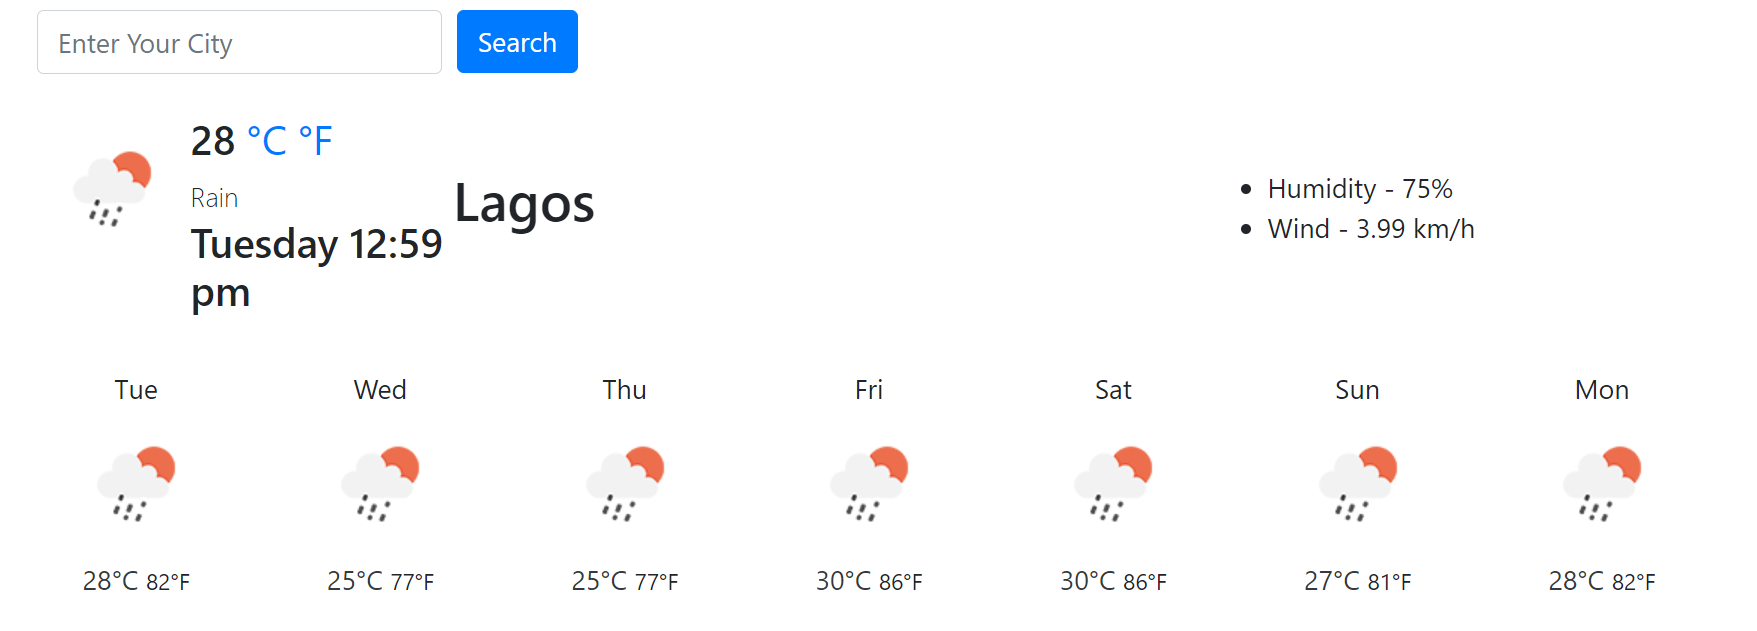 Enter Your City
Search
28 °C °F
Rain
Tuesday 12:59
pm
Lagos
Humidity - 75%
Wind - 3.99 km/h
Tue Wed Thu Fri Sat Sun Mon
28°C 82°F 25°C 77°F 25°C 77°F 30°C 86°F 30°C 86°F 27°C 81°F 28°C 82°F